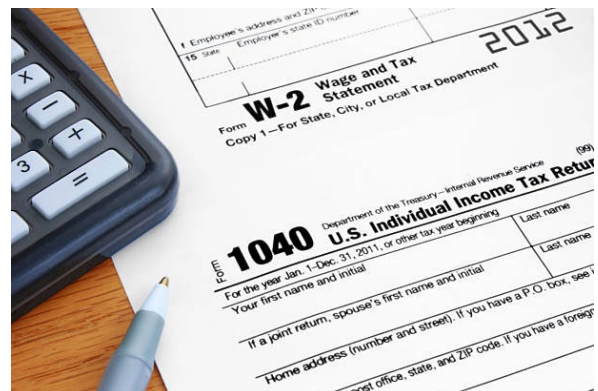 f Employee's address and ZIP
15 State Employer's state ID number
2012
Form W-2 Wage and Tax
Statement
Copy 1—For State, City, or Local Tax Department
(99)
Department of the Treasury—Internal Revenue Service
Form 1040 U.S. Individual Income Tax Retu
For the year Jan. 1–Dec. 31, 2011, or other tax year beginning
Your first name and initial Last name
If a joint return, spouse's first name and initial Last name
Home address (number and street). If you have a P.O. box, see i
ost office, state, and ZIP code. If you have a foreign
X
−
+
3
=